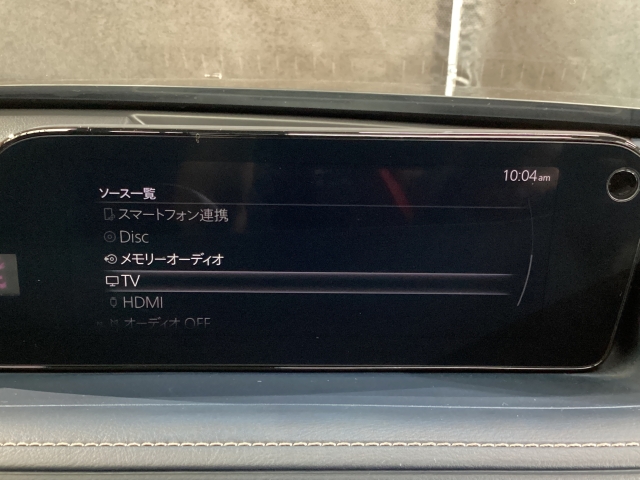 10:04am
ソース一覧
スマートフォン連携
Disc
メモリーオーディオ
TV
HDMI
オーディオ OFF